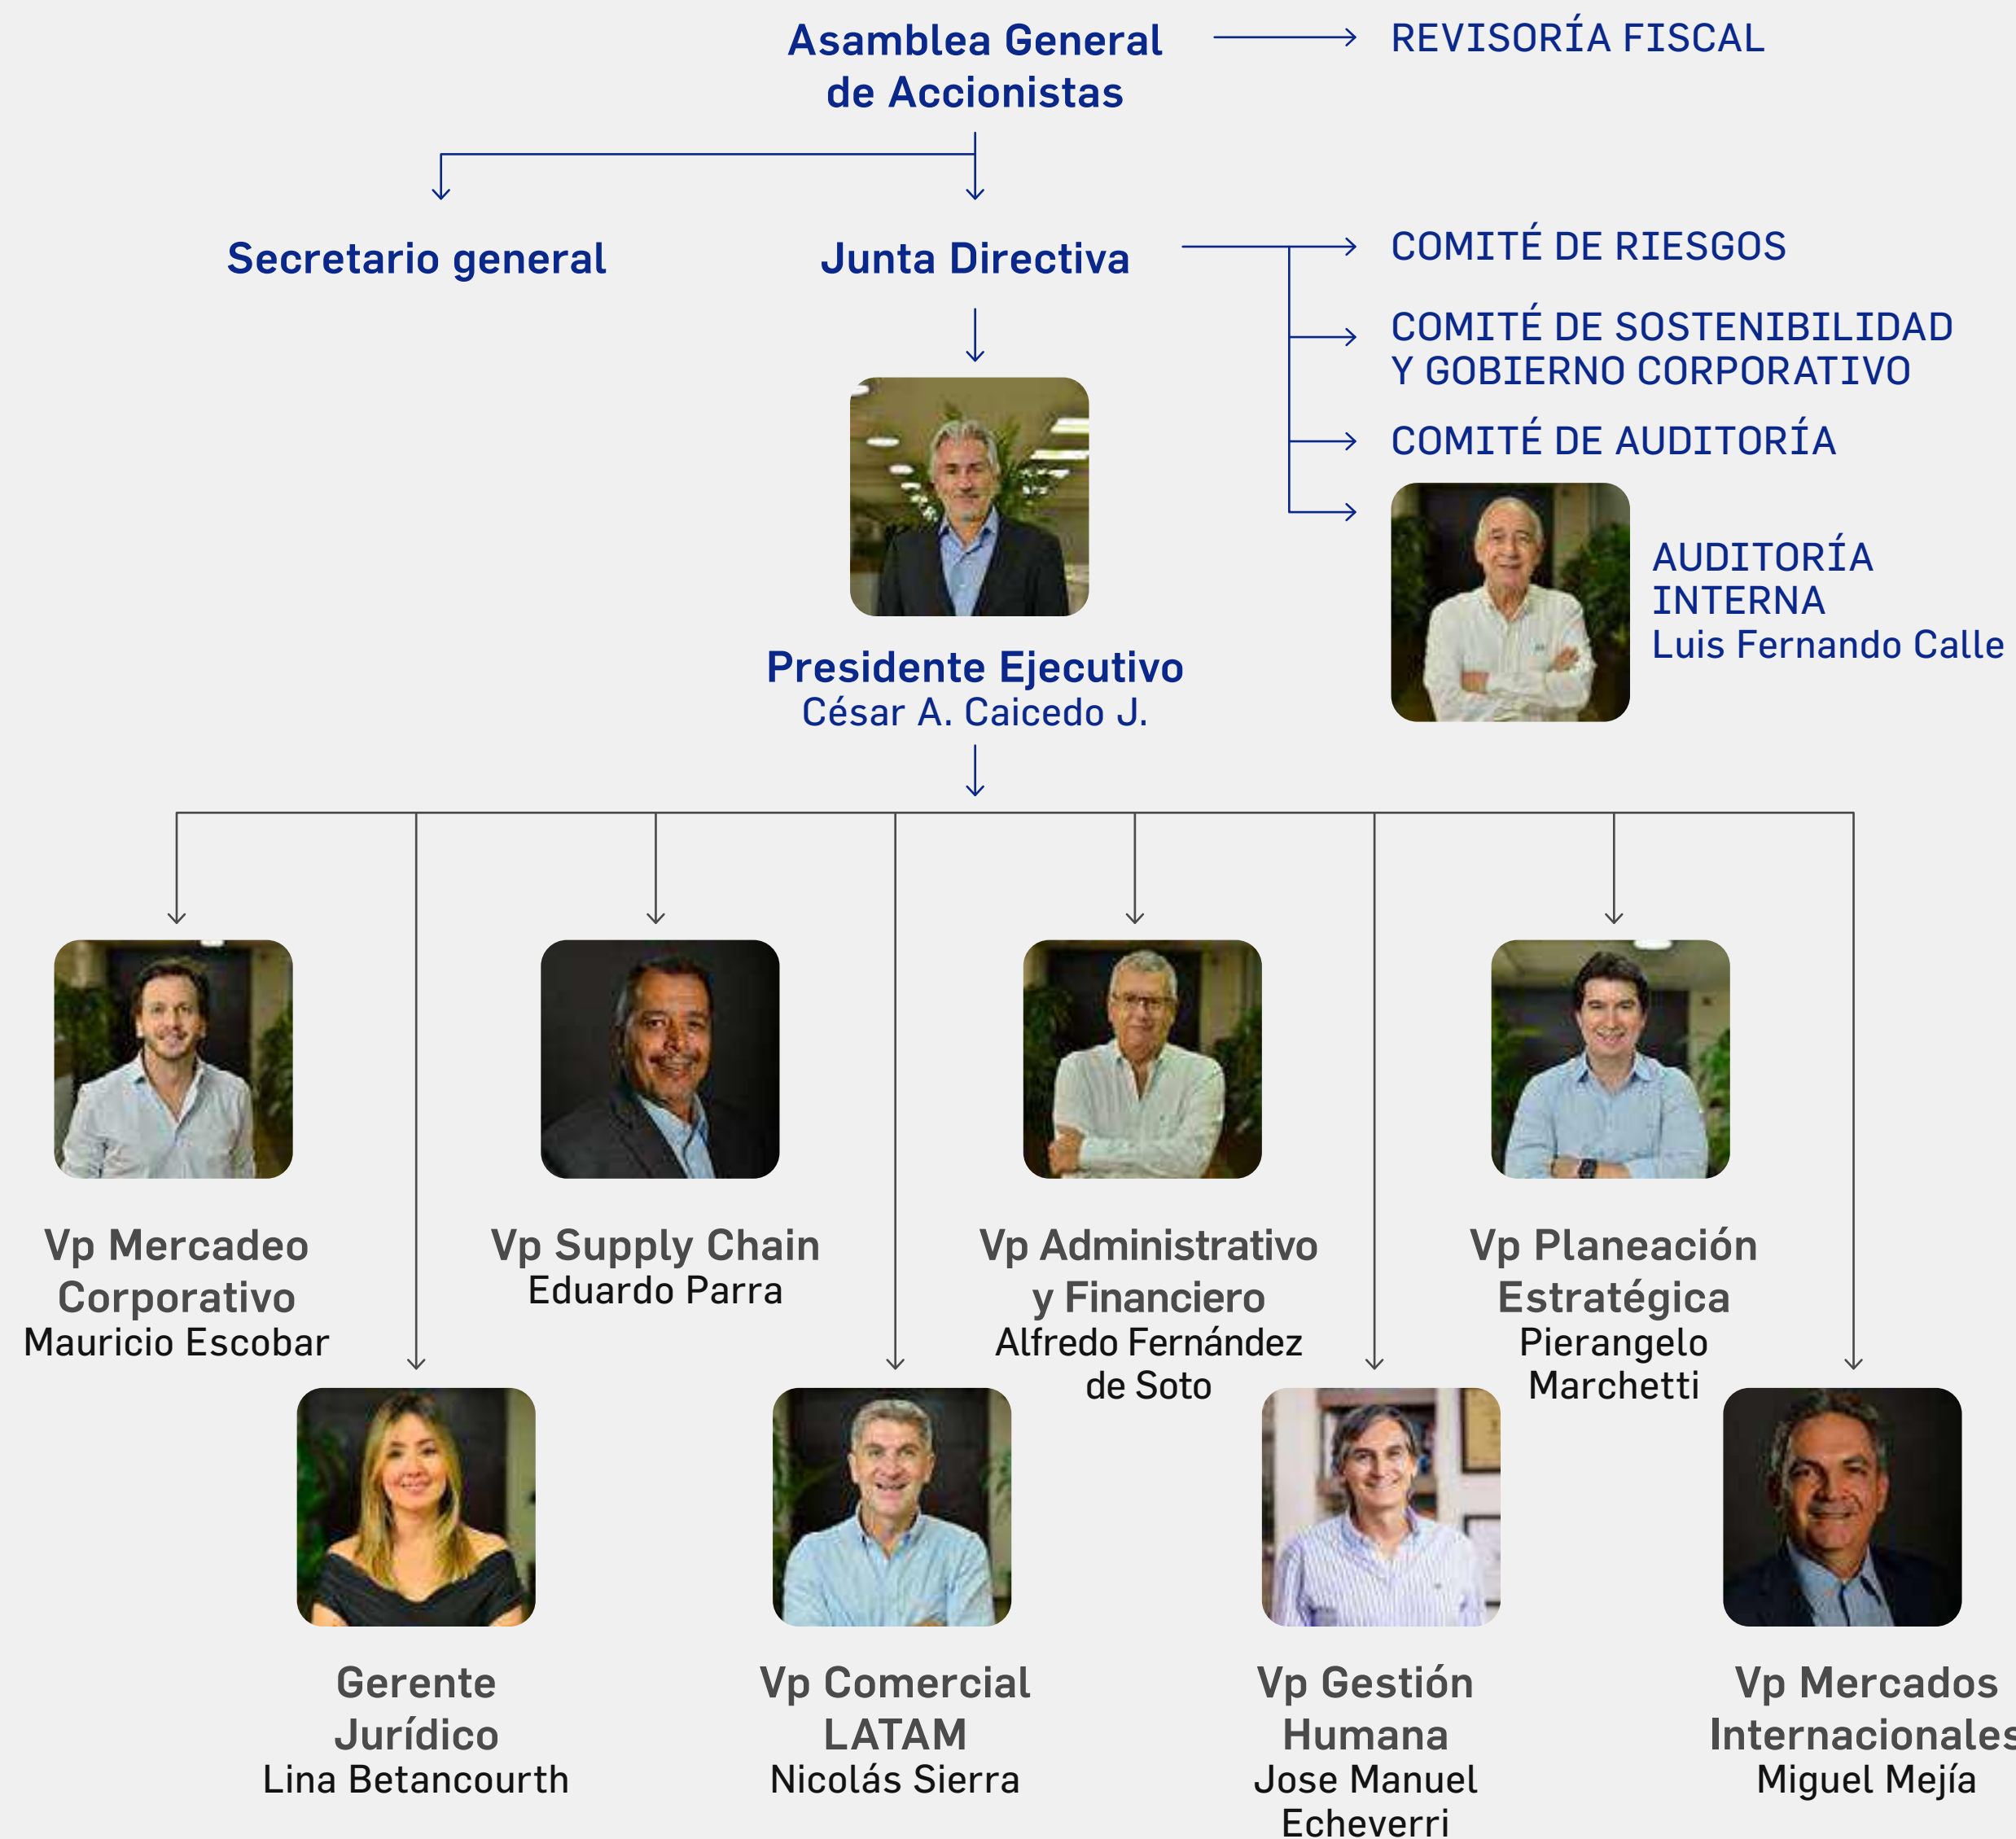 Asamblea General
de Accionistas
REVISORÍA FISCAL
Secretario general
Junta Directiva
COMITÉ DE RIESGOS
COMITÉ DE SOSTENIBILIDAD
Y GOBIERNO CORPORATIVO
COMITÉ DE AUDITORÍA
AUDITORÍA
INTERNA
Luis Fernando Calle
Presidente Ejecutivo
César A. Caicedo J.
Vp Mercadeo
Corporativo
Mauricio Escobar
Vp Supply Chain
Eduardo Parra
Vp Administrativo
y Financiero
Alfredo Fernández
de Soto
Vp Planeación
Estratégica
Pierangelo
Marchetti
Gerente
Jurídico
Lina Betancourth
Vp Comercial
LATAM
Nicolás Sierra
Vp Gestión
Humana
Jose Manuel
Echeverri
Vp Mercados
Internacionales
Miguel Mejía